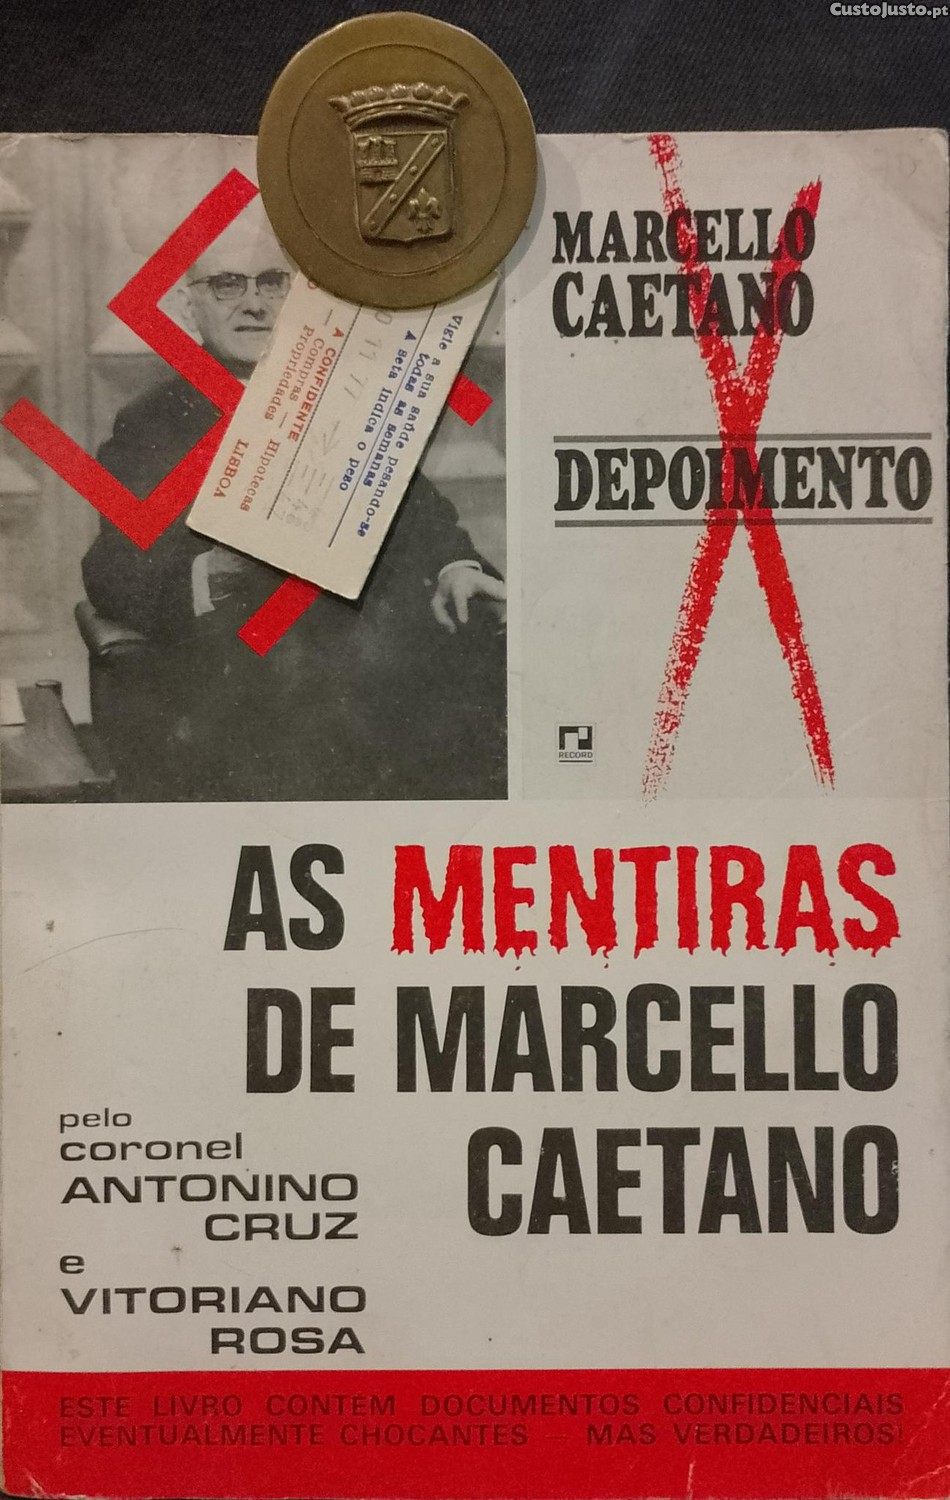 CustoJusto.pt
MARCELLO
CAETANO
DEPOIMENTO
RECORD
Vigie a sua saúde pesando-se
todas as semanas
A seta indica o peso
A CONFIDENTE
Compras — Hipotecas
Propriedades —
LISBOA
AS MENTIRAS
DE MARCELLO
CAETANO
pelo
coronel
ANTONINO
CRUZ
e
VITORIANO
ROSA
ESTE LIVRO CONTÉM DOCUMENTOS CONFIDENCIAIS
EVENTUALMENTE CHOCANTES — MAS VERDADEIROS!